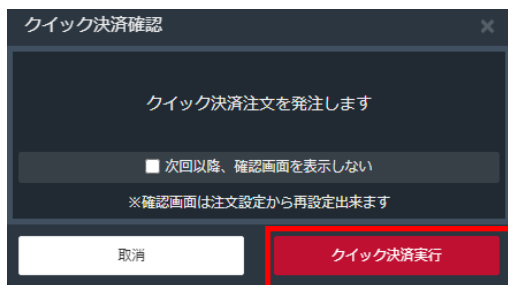 クイック決済確認
×
クイック決済注文を発注します
次回以降、確認画面を表示しない
※確認画面は注文設定から再設定出来ます
取消
クイック決済実行